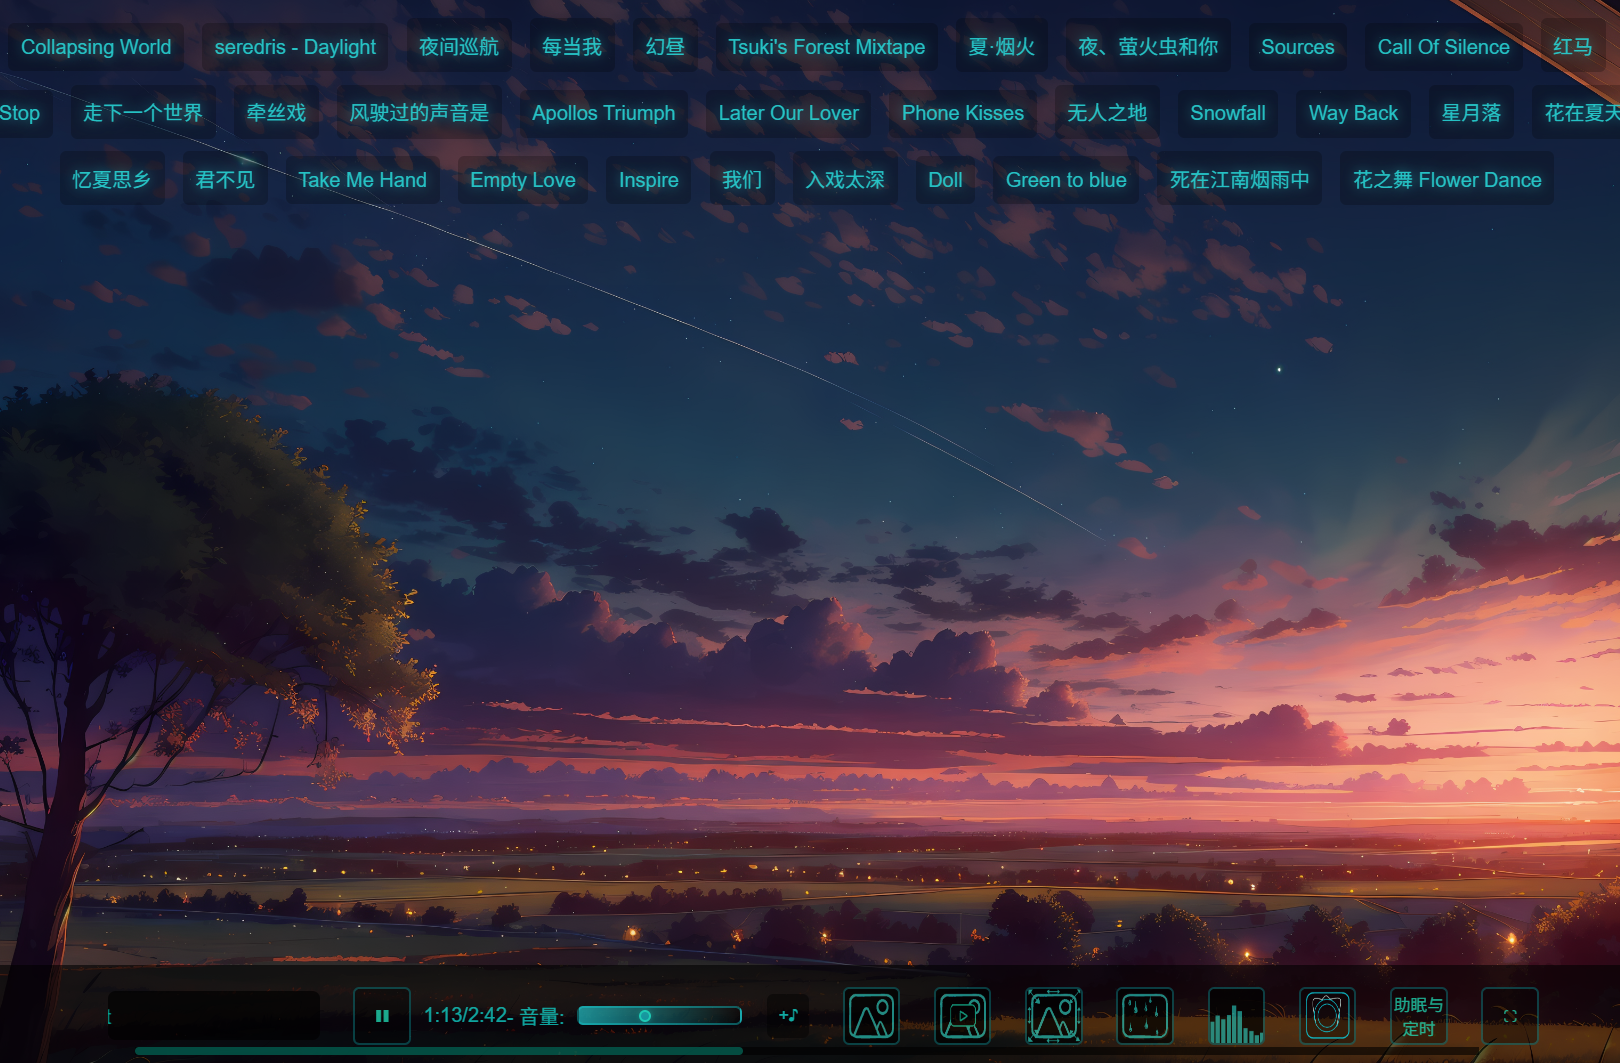 Collapsing World seredris - Daylight 夜间巡航 每当我 幻昼 Tsuki's Forest Mixtape 夏·烟火 夜、萤火虫和你 Sources Call Of Silence 红马
Stop 走下一个世界 牵丝戏 风驶过的声音是 Apollos Triumph Later Our Lover Phone Kisses 无人之地 Snowfall Way Back 星月落 花在夏天
忆夏思乡 君不见 Take Me Hand Empty Love Inspire 我们 入戏太深 Doll Green to blue 死在江南烟雨中 花之舞 Flower Dance
1:13/2:42- 音量: +♪ 助眠与
定时